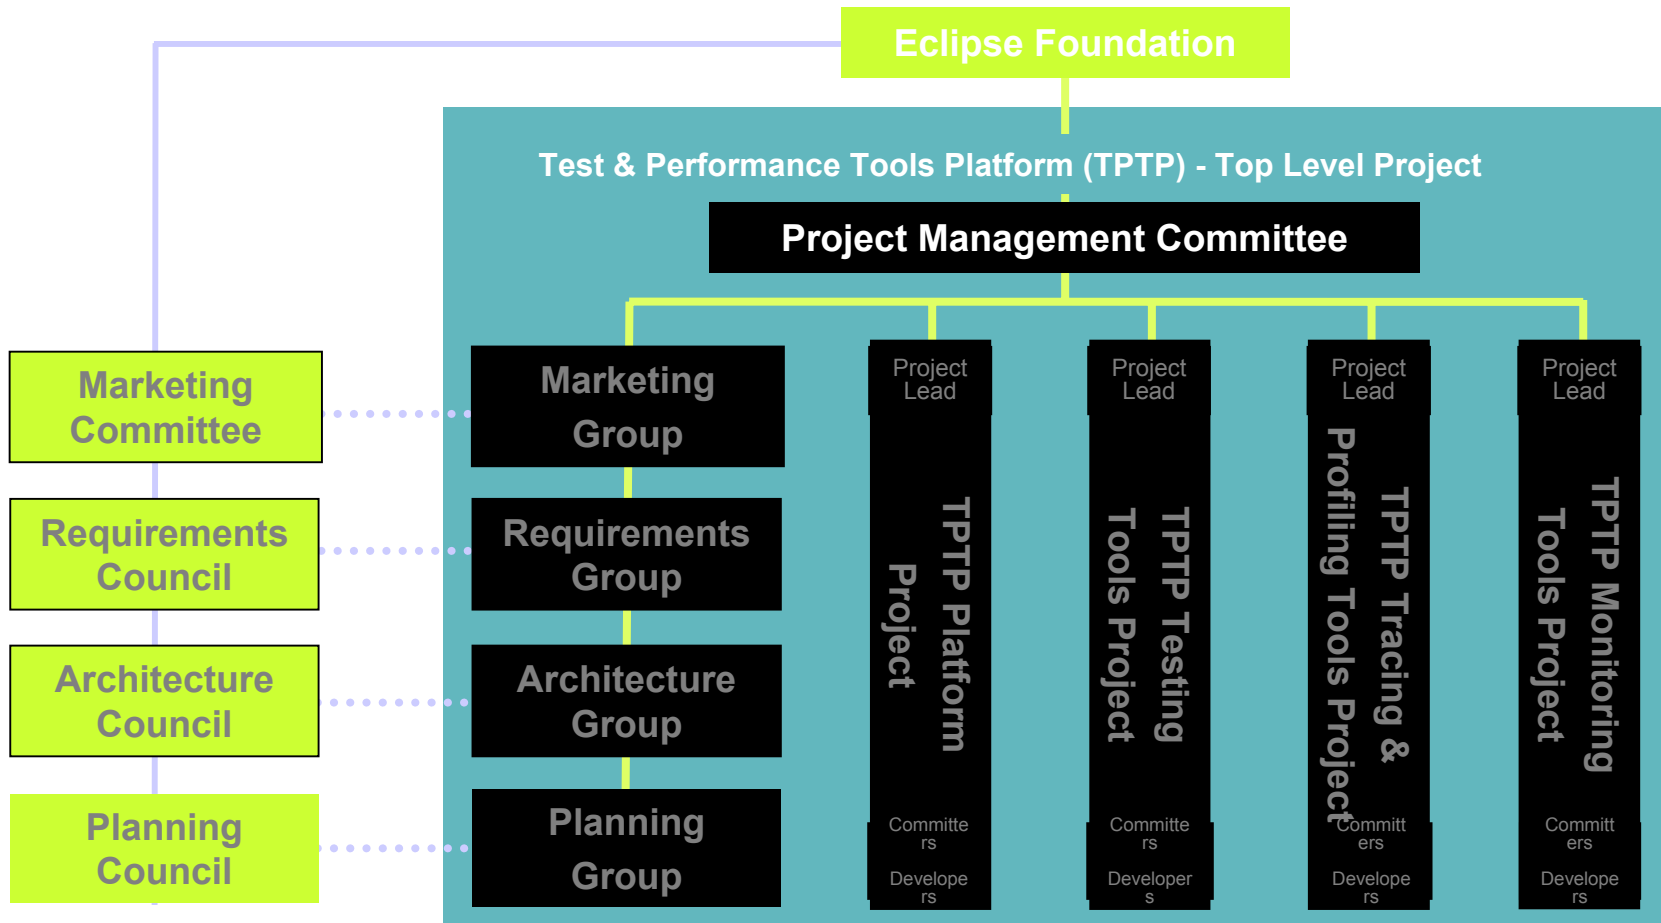 Eclipse Foundation
Test & Performance Tools Platform (TPTP) - Top Level Project
Project Management Committee
Marketing
Committee
Requirements
Council
Architecture
Council
Planning
Council
Marketing
Group
Requirements
Group
Architecture
Group
Planning
Group
Project
Lead
TPTP Platform
Project
Committe
rs
Develope
rs
Project
Lead
TPTP Testing
Tools Project
Committe
rs
Developer
s
Project
Lead
TPTP Tracing &
Profiling Tools Project
Committ
ers
Develope
rs
Project
Lead
TPTP Monitoring
Tools Project
Committ
ers
Develope
rs